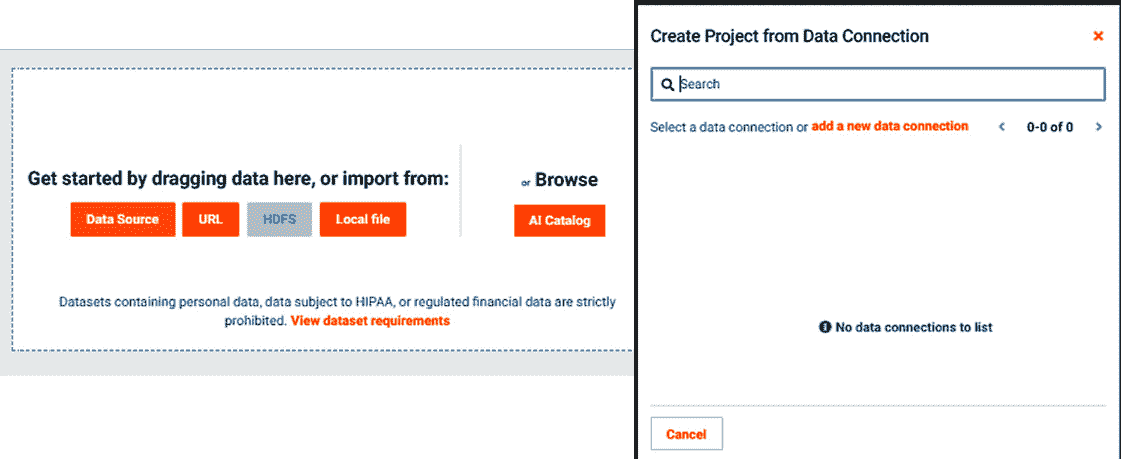 Get started by dragging data here, or import from:
Data Source URL HDFS Local file
or Browse
AI Catalog
Datasets containing personal data, data subject to HIPAA, or regulated financial data are strictly
prohibited. View dataset requirements
Create Project from Data Connection
Search
Select a data connection or add a new data connection 0-0 of 0
No data connections to list
Cancel